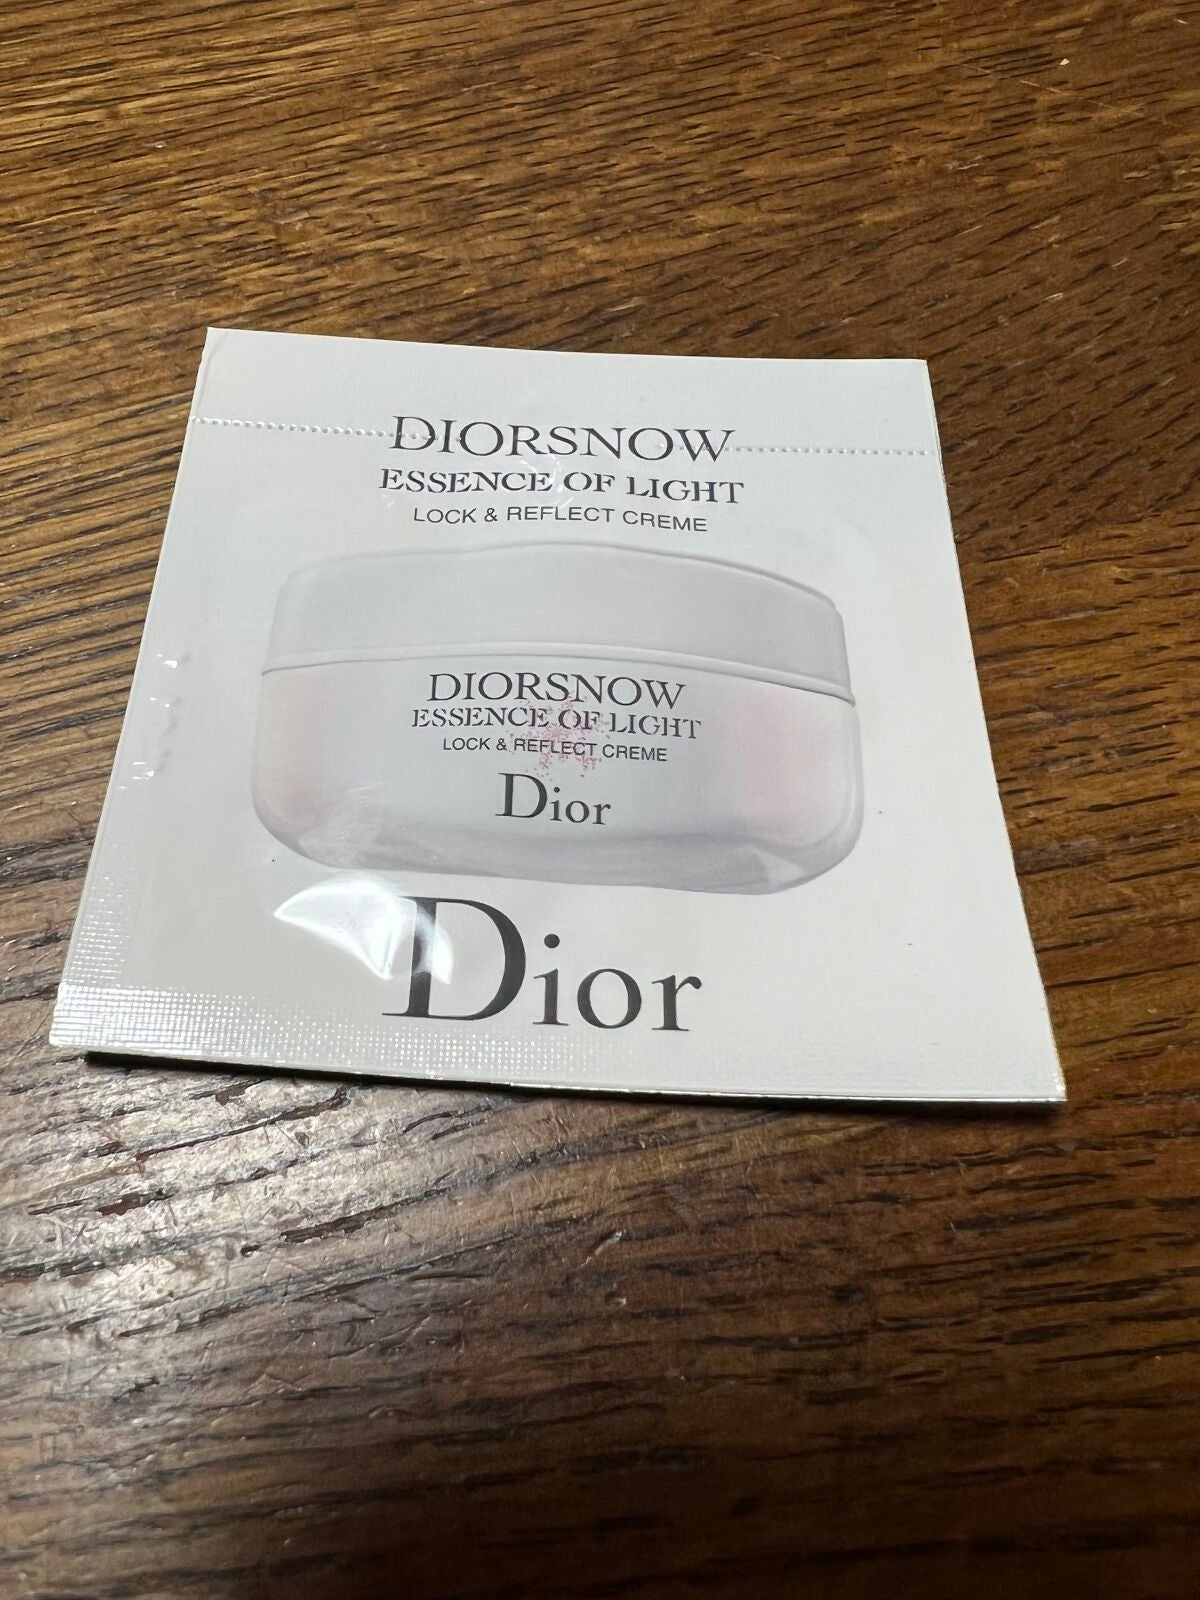 DIORSNOW
ESSENCE OF LIGHT
LOCK & REFLECT CREME
DIORSNOW
ESSENCE OF LIGHT
LOCK & REFLECT CREME
Dior
Dior